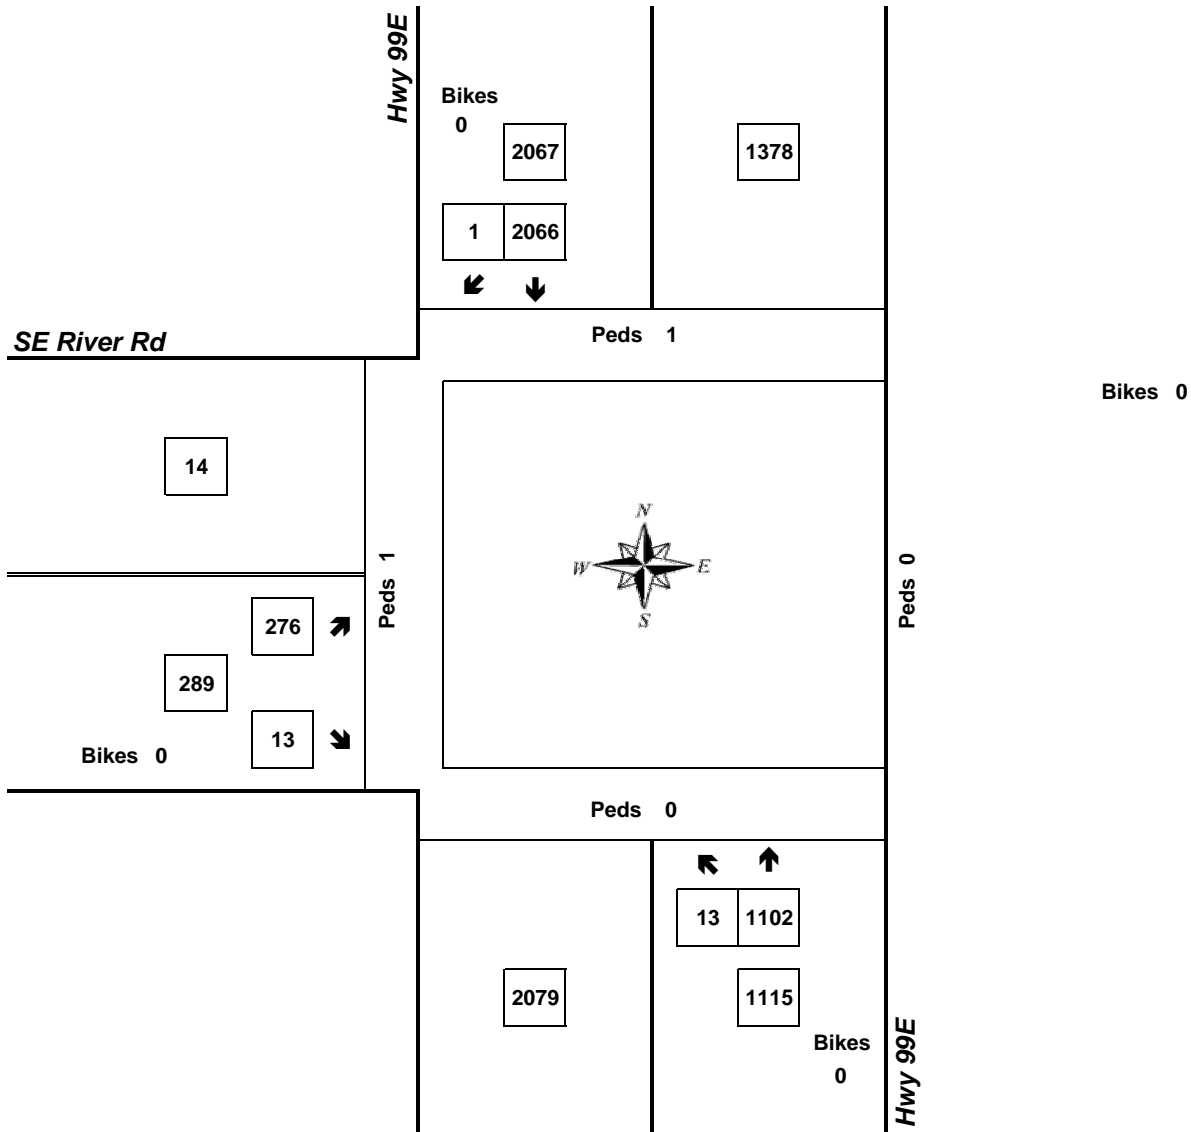 Hwy 99E
Bikes
0
2067
1378
1 2066
Peds 1
SE River Rd
Bikes 0
14
N
W E
S
Peds 1
Peds 0
276
289
13
Bikes 0
Peds 0
13 1102
2079
1115
Bikes
0
Hwy 99E